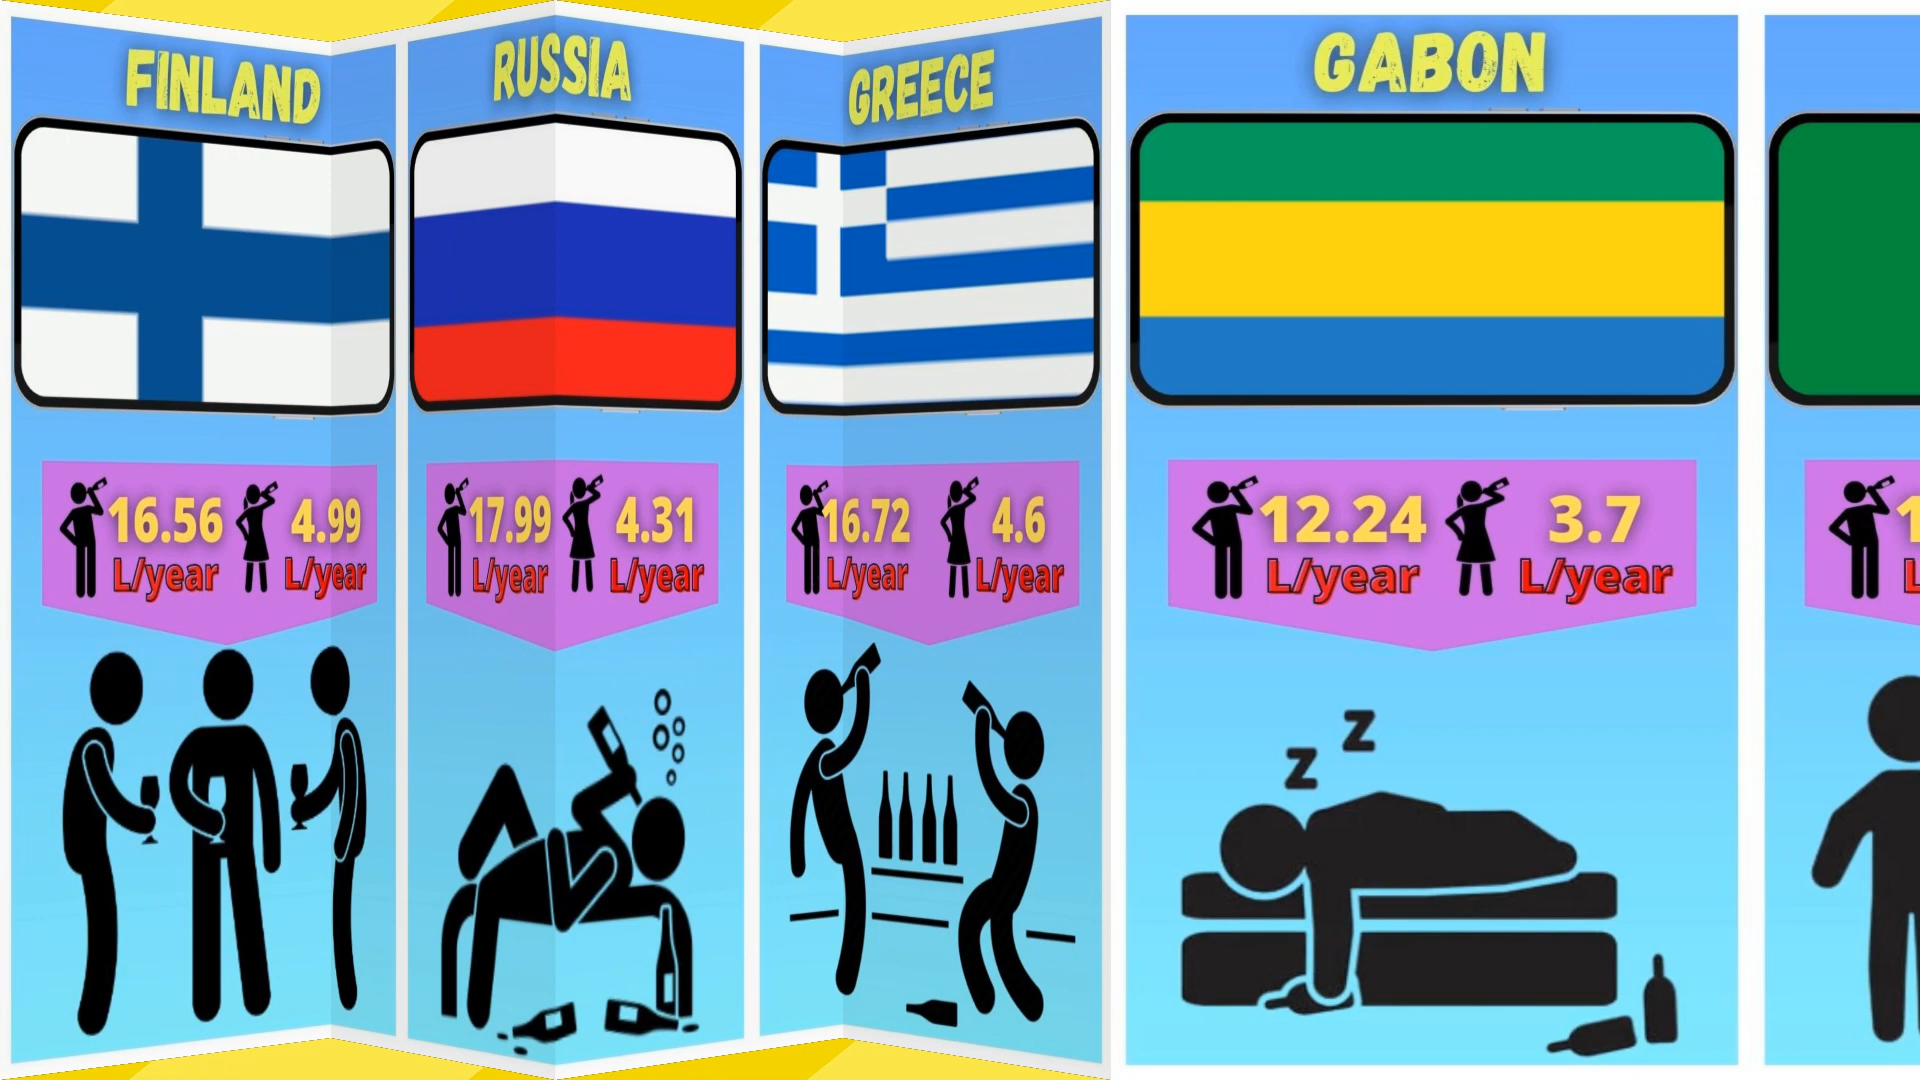 FINLAND
16.56 4.99
L/year L/year
RUSSIA
17.99 4.31
L/year L/year
GREECE
16.72 4.6
L/year L/year
GABON
12.24 3.7
L/year L/year
Z
Z